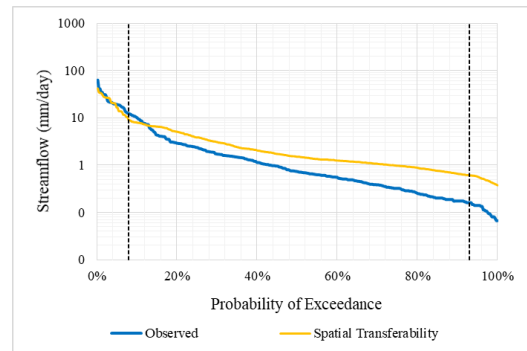 1000
100
10
1
0
0
Streamflow (mm/day)
0% 20% 40% 60% 80% 100%
Probability of Exceedance
Observed Spatial Transferability